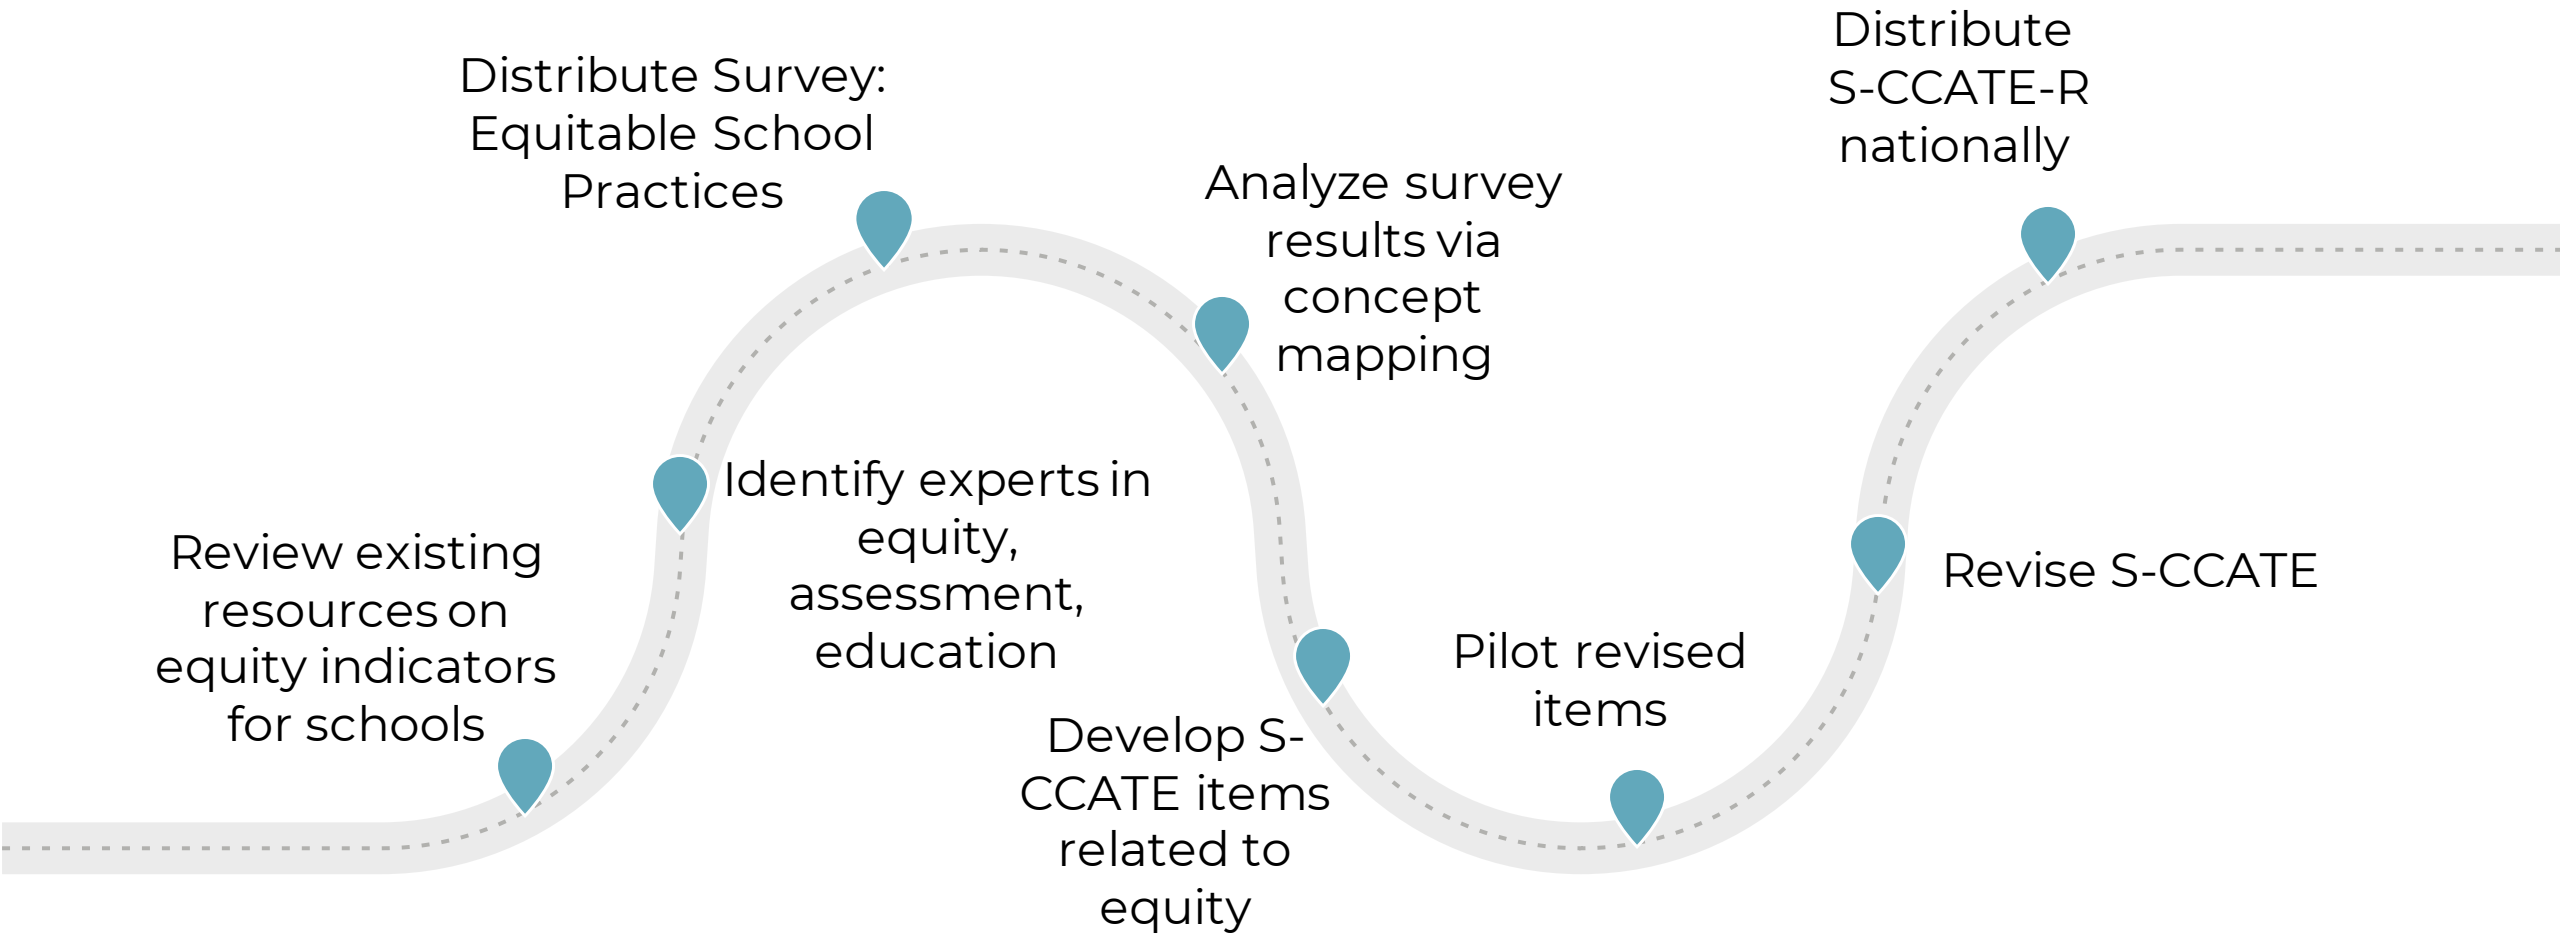 Review existing
resources on
equity indicators
for schools
Identify experts in
equity,
assessment,
education
Distribute Survey:
Equitable School
Practices
Analyze survey
results via
concept
mapping
Develop S-
CCATE items
related to
equity
Pilot revised
items
Revise S-CCATE
Distribute
S-CCATE-R
nationally